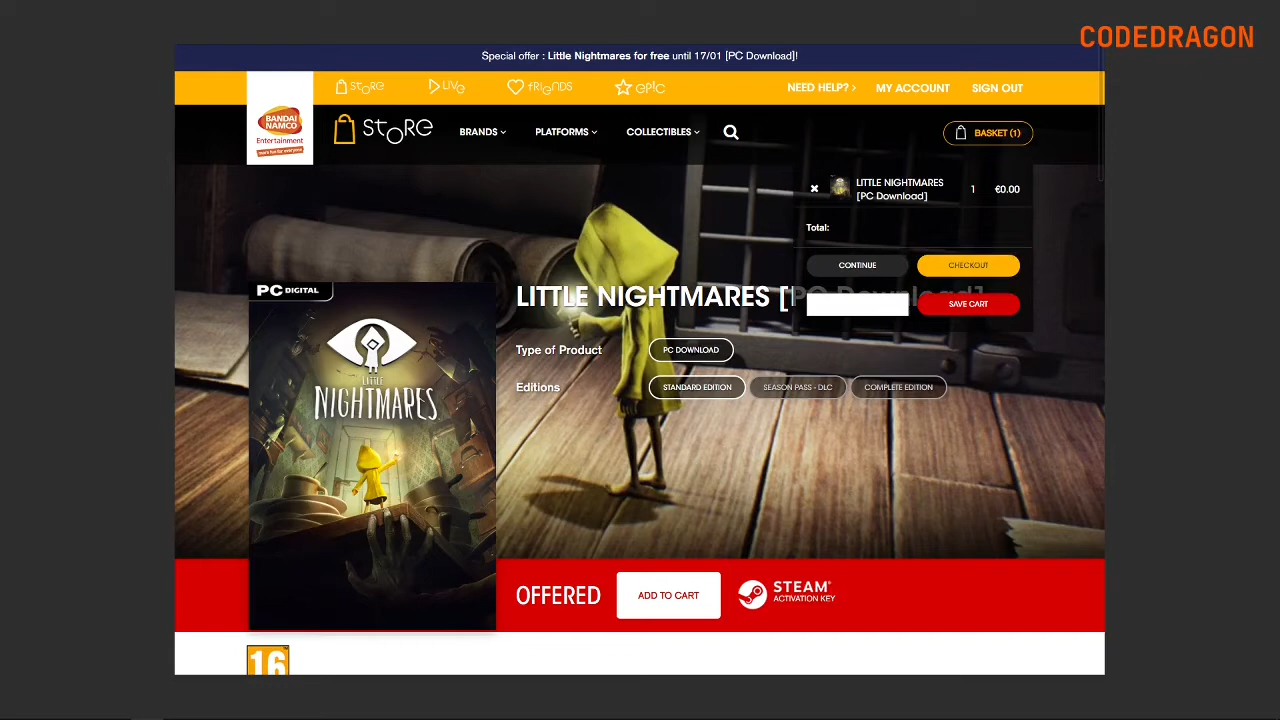 CODEDRAGON
Special offer : Little Nightmares for free until 17/01 [PC Download]!
STORE LIVE FRIENDS EPIC NEED HELP? MY ACCOUNT SIGN OUT
BANDAI
NAMCO
Entertainment
STORE BRANDS PLATFORMS COLLECTIBLES BASKET (1)
LITTLE NIGHTMARES 1 €0.00
[PC Download]
Total:
CONTINUE CHECKOUT
SAVE CART
PC DIGITAL
LITTLE NIGHTMARES [PC Download]
Type of Product PC DOWNLOAD
Editions STANDARD EDITION SEASON PASS - DLC COMPLETE EDITION
LITTLE
NIGHTMARES
OFFERED ADD TO CART STEAM
ACTIVATION KEY
16